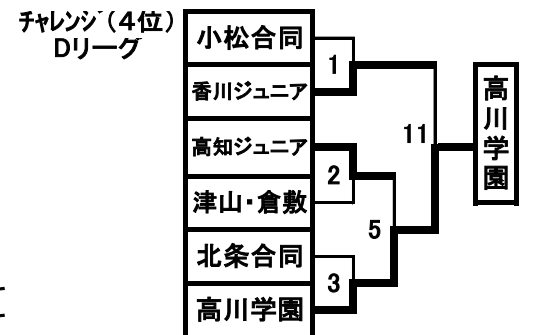 チャレンジ(４位)
Dリーグ
小松合同
香川ジュニア
高知ジュニア
津山・倉敷
北条合同
高川学園
1
2
3
5
11
高川学園